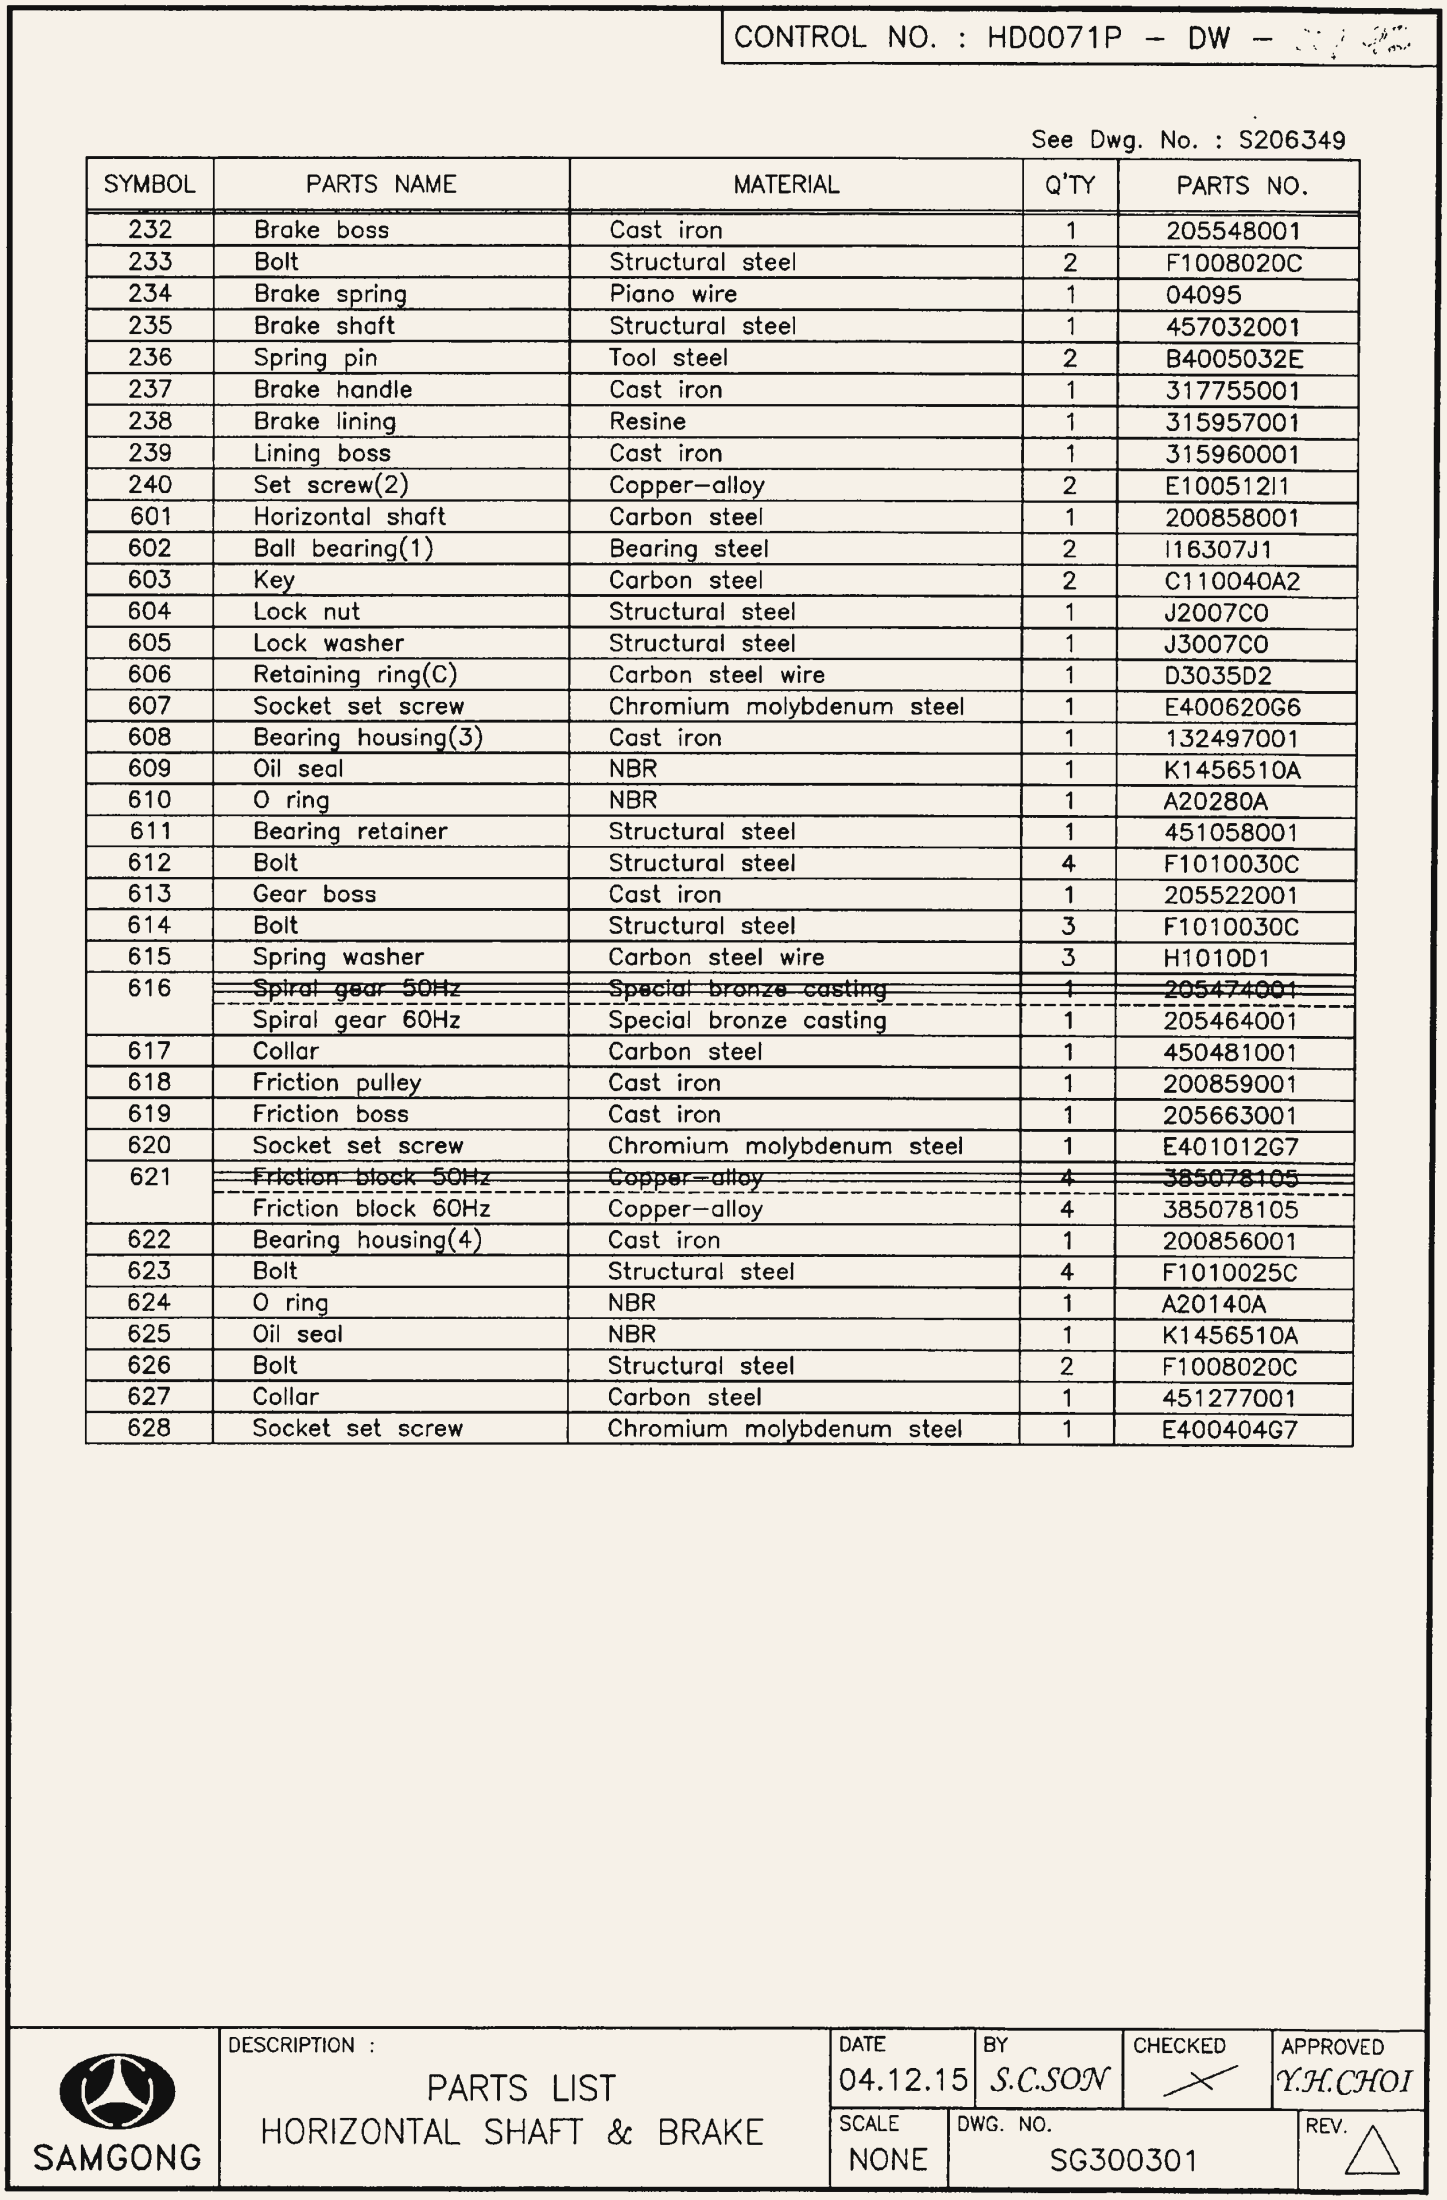 CONTROL NO. : HD0071P - DW -
See Dwg. No. : S206349
SYMBOL PARTS NAME MATERIAL Q'TY PARTS NO.
232 Brake boss Cast iron 1 205548001
233 Bolt Structural steel 2 F1008020C
234 Brake spring Piano wire 1 04095
235 Brake shaft Structural steel 1 457032001
236 Spring pin Tool steel 2 B4005032E
237 Brake handle Cast iron 1 317755001
238 Brake lining Resine 1 315957001
239 Lining boss Cast iron 1 315960001
240 Set screw(2) Copper-alloy 2 E100512I1
601 Horizontal shaft Carbon steel 1 200858001
602 Ball bearing(1) Bearing steel 2 I16307J1
603 Key Carbon steel 2 C110040A2
604 Lock nut Structural steel 1 J2007C0
605 Lock washer Structural steel 1 J3007C0
606 Retaining ring(C) Carbon steel wire 1 D3035D2
607 Socket set screw Chromium molybdenum steel 1 E400620G6
608 Bearing housing(3) Cast iron 1 132497001
609 Oil seal NBR 1 K1456510A
610 O ring NBR 1 A20280A
611 Bearing retainer Structural steel 1 451058001
612 Bolt Structural steel 4 F1010030C
613 Gear boss Cast iron 1 205522001
614 Bolt Structural steel 3 F1010030C
615 Spring washer Carbon steel wire 3 H1010D1
616 Spiral gear 50Hz Special bronze casting 1 205474001
Spiral gear 60Hz Special bronze casting 1 205464001
617 Collar Carbon steel 1 450481001
618 Friction pulley Cast iron 1 200859001
619 Friction boss Cast iron 1 205663001
620 Socket set screw Chromium molybdenum steel 1 E401012G7
621 Friction block 50Hz Copper-alloy 4 385078105
Friction block 60Hz Copper-alloy 4 385078105
622 Bearing housing(4) Cast iron 1 200856001
623 Bolt Structural steel 4 F1010025C
624 O ring NBR 1 A20140A
625 Oil seal NBR 1 K1456510A
626 Bolt Structural steel 2 F1008020C
627 Collar Carbon steel 1 451277001
628 Socket set screw Chromium molybdenum steel 1 E400404G7
SAMGONG
DESCRIPTION :
PARTS LIST
HORIZONTAL SHAFT & BRAKE
DATE BY CHECKED APPROVED
04.12.15 S.C.SON Y.H.CHOI
SCALE DWG. NO. REV.
NONE SG300301